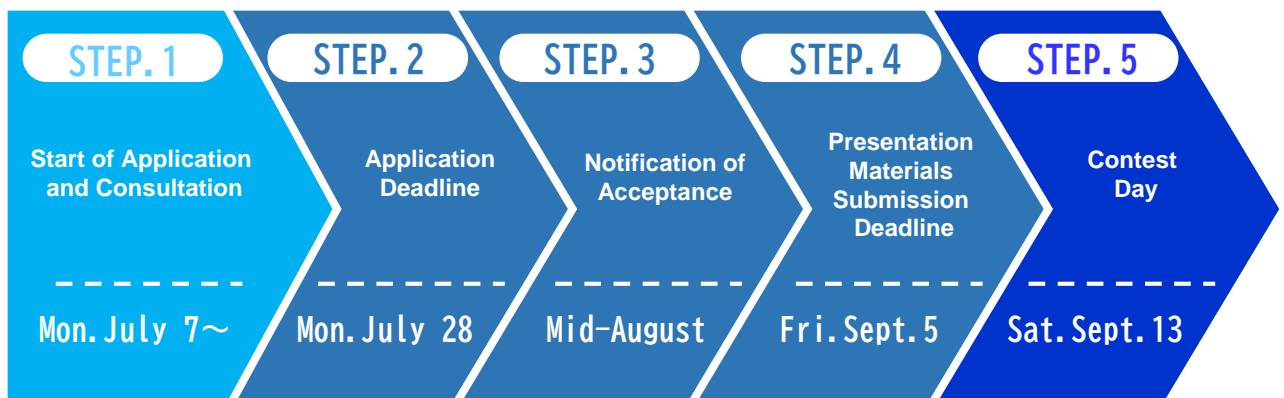 STEP.1
Start of Application
and Consultation
Mon.July 7～
STEP.2
Application
Deadline
Mon.July 28
STEP.3
Notification of
Acceptance
Mid-August
STEP.4
Presentation
Materials
Submission
Deadline
Fri.Sept.5
STEP.5
Contest
Day
Sat.Sept.13